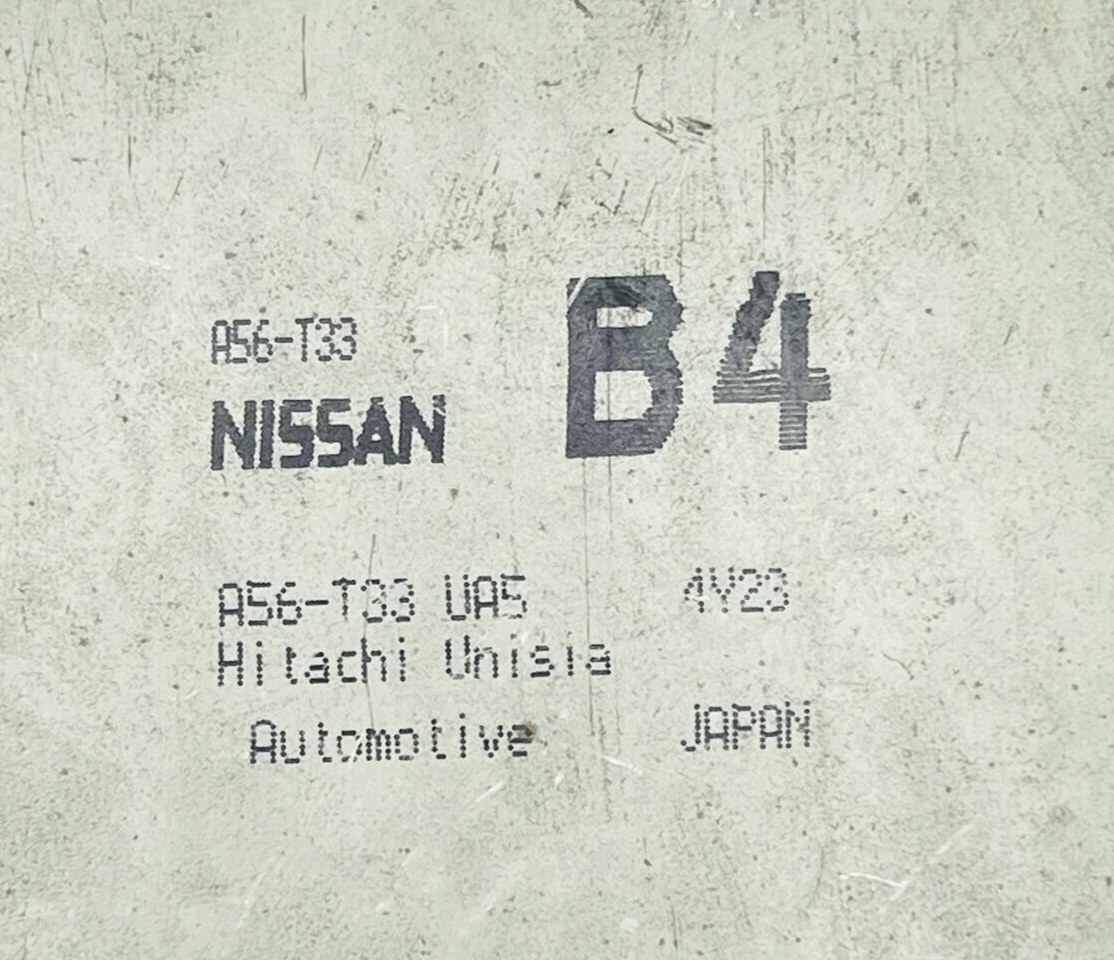 A56-T33
NISSAN
B4
A56-T33 UA5 4Y23
Hitachi Unisia
Automotive JAPAN